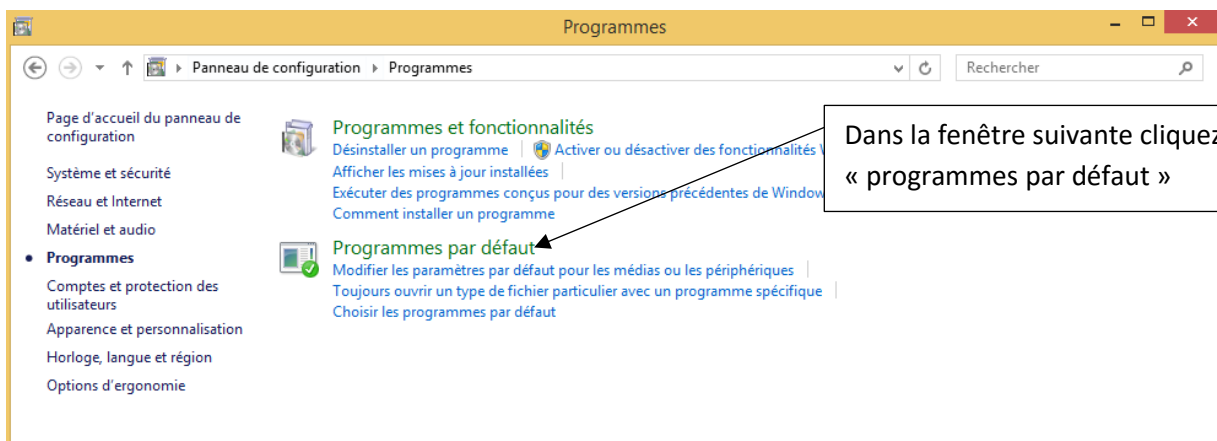 Programmes
Panneau de configuration Programmes
Rechercher
Page d'accueil du panneau de
configuration
Système et sécurité
Réseau et Internet
Matériel et audio
Programmes
Comptes et protection des
utilisateurs
Apparence et personnalisation
Horloge, langue et région
Options d'ergonomie
Programmes et fonctionnalités
Désinstaller un programme Activer ou désactiver des fonctionnalités
Afficher les mises à jour installées
Exécuter des programmes conçus pour des versions précédentes de Window
Comment installer un programme
Programmes par défaut
Modifier les paramètres par défaut pour les médias ou les périphériques
Toujours ouvrir un type de fichier particulier avec un programme spécifique
Choisir les programmes par défaut
Dans la fenêtre suivante cliquez
« programmes par défaut »